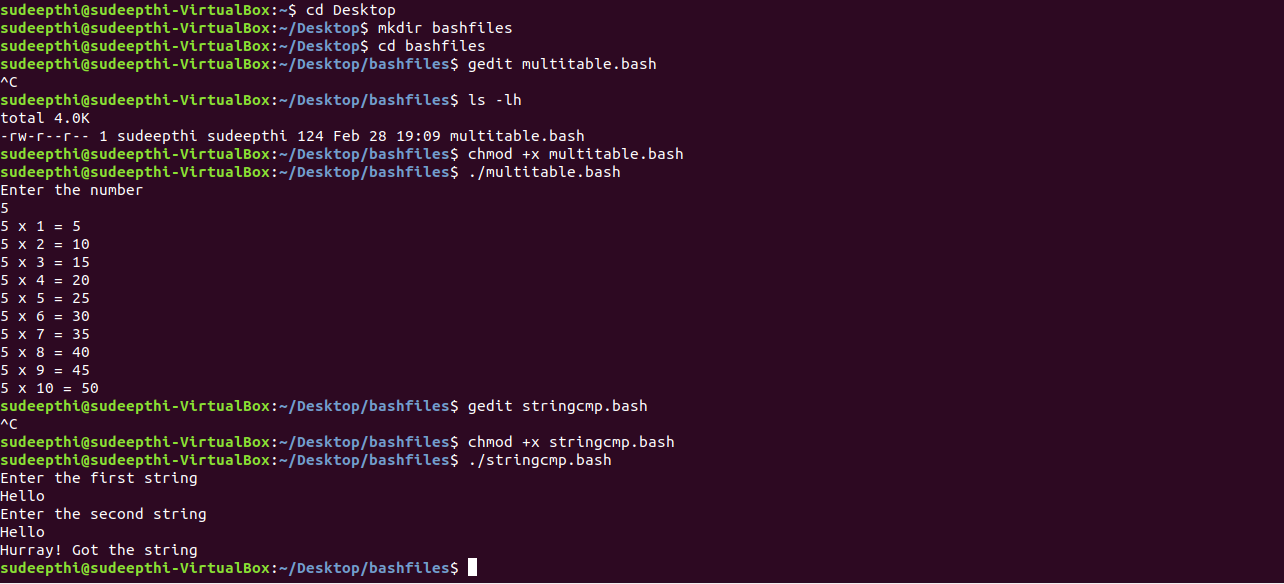 sudeepthi@sudeepthi-VirtualBox:~$ cd Desktop
sudeepthi@sudeepthi-VirtualBox:~/Desktop$ mkdir bashfiles
sudeepthi@sudeepthi-VirtualBox:~/Desktop$ cd bashfiles
sudeepthi@sudeepthi-VirtualBox:~/Desktop/bashfiles$ gedit multitable.bash
^C
sudeepthi@sudeepthi-VirtualBox:~/Desktop/bashfiles$ ls -lh
total 4.0K
-rw-r--r-- 1 sudeepthi sudeepthi 124 Feb 28 19:09 multitable.bash
sudeepthi@sudeepthi-VirtualBox:~/Desktop/bashfiles$ chmod +x multitable.bash
sudeepthi@sudeepthi-VirtualBox:~/Desktop/bashfiles$ ./multitable.bash
Enter the number
5
5 x 1 = 5
5 x 2 = 10
5 x 3 = 15
5 x 4 = 20
5 x 5 = 25
5 x 6 = 30
5 x 7 = 35
5 x 8 = 40
5 x 9 = 45
5 x 10 = 50
sudeepthi@sudeepthi-VirtualBox:~/Desktop/bashfiles$ gedit stringcmp.bash
^C
sudeepthi@sudeepthi-VirtualBox:~/Desktop/bashfiles$ chmod +x stringcmp.bash
sudeepthi@sudeepthi-VirtualBox:~/Desktop/bashfiles$ ./stringcmp.bash
Enter the first string
Hello
Enter the second string
Hello
Hurray! Got the string
sudeepthi@sudeepthi-VirtualBox:~/Desktop/bashfiles$